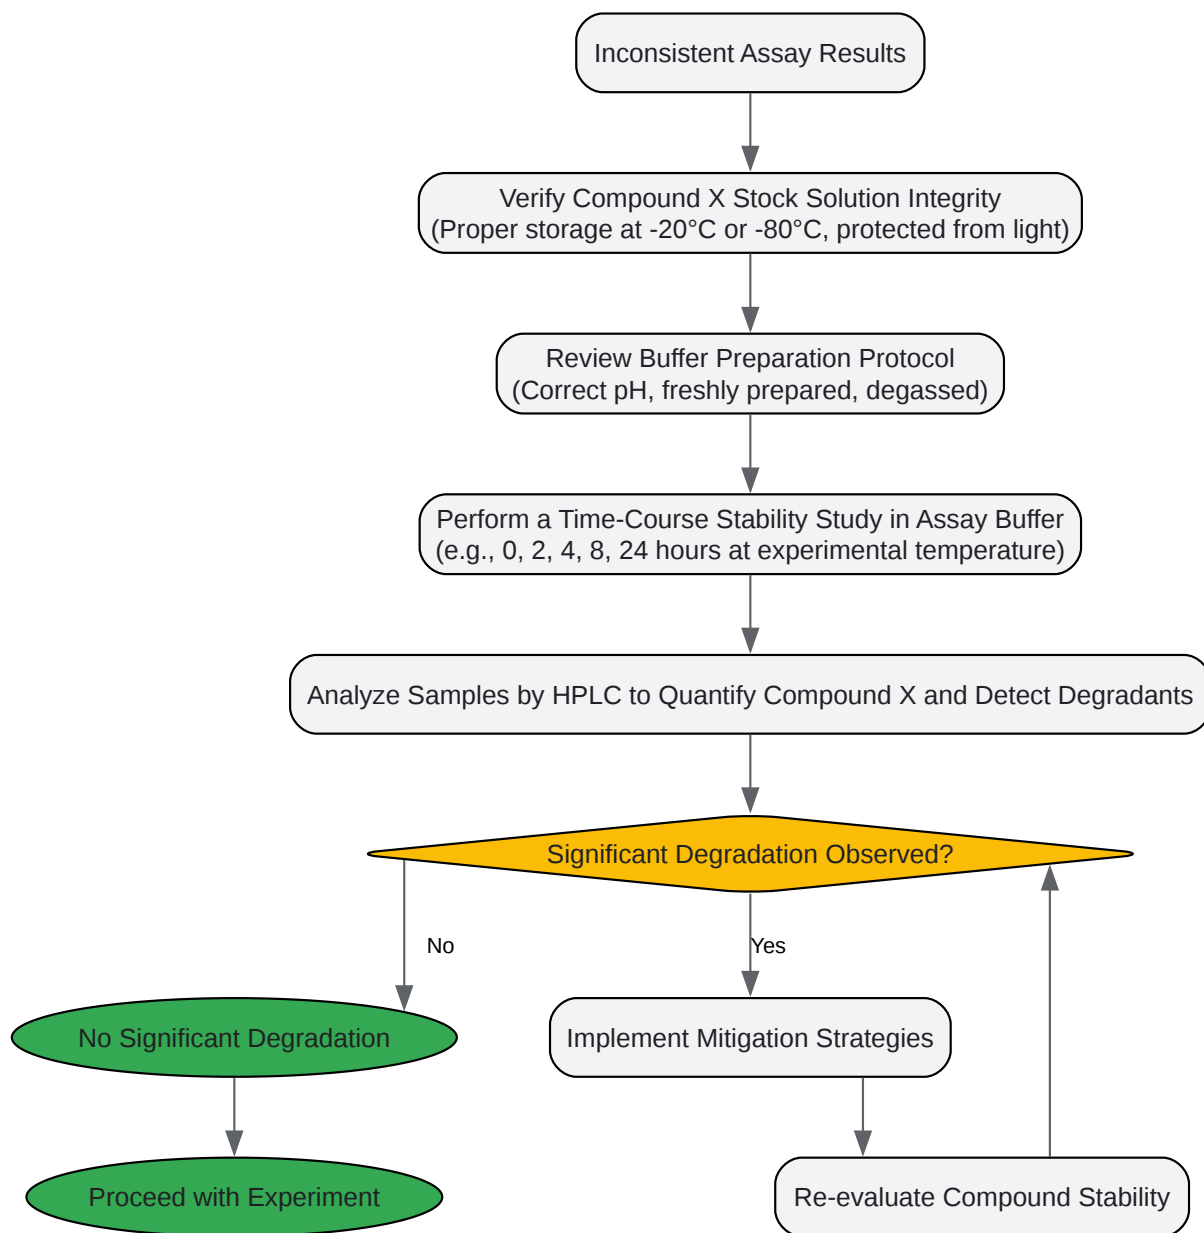 Inconsistent Assay Results
Verify Compound X Stock Solution Integrity
(Proper storage at -20°C or -80°C, protected from light)
Review Buffer Preparation Protocol
(Correct pH, freshly prepared, degassed)
Perform a Time-Course Stability Study in Assay Buffer
(e.g., 0, 2, 4, 8, 24 hours at experimental temperature)
Analyze Samples by HPLC to Quantify Compound X and Detect Degradants
Significant Degradation Observed?
No
Yes
No Significant Degradation
Implement Mitigation Strategies
Proceed with Experiment
Re-evaluate Compound Stability